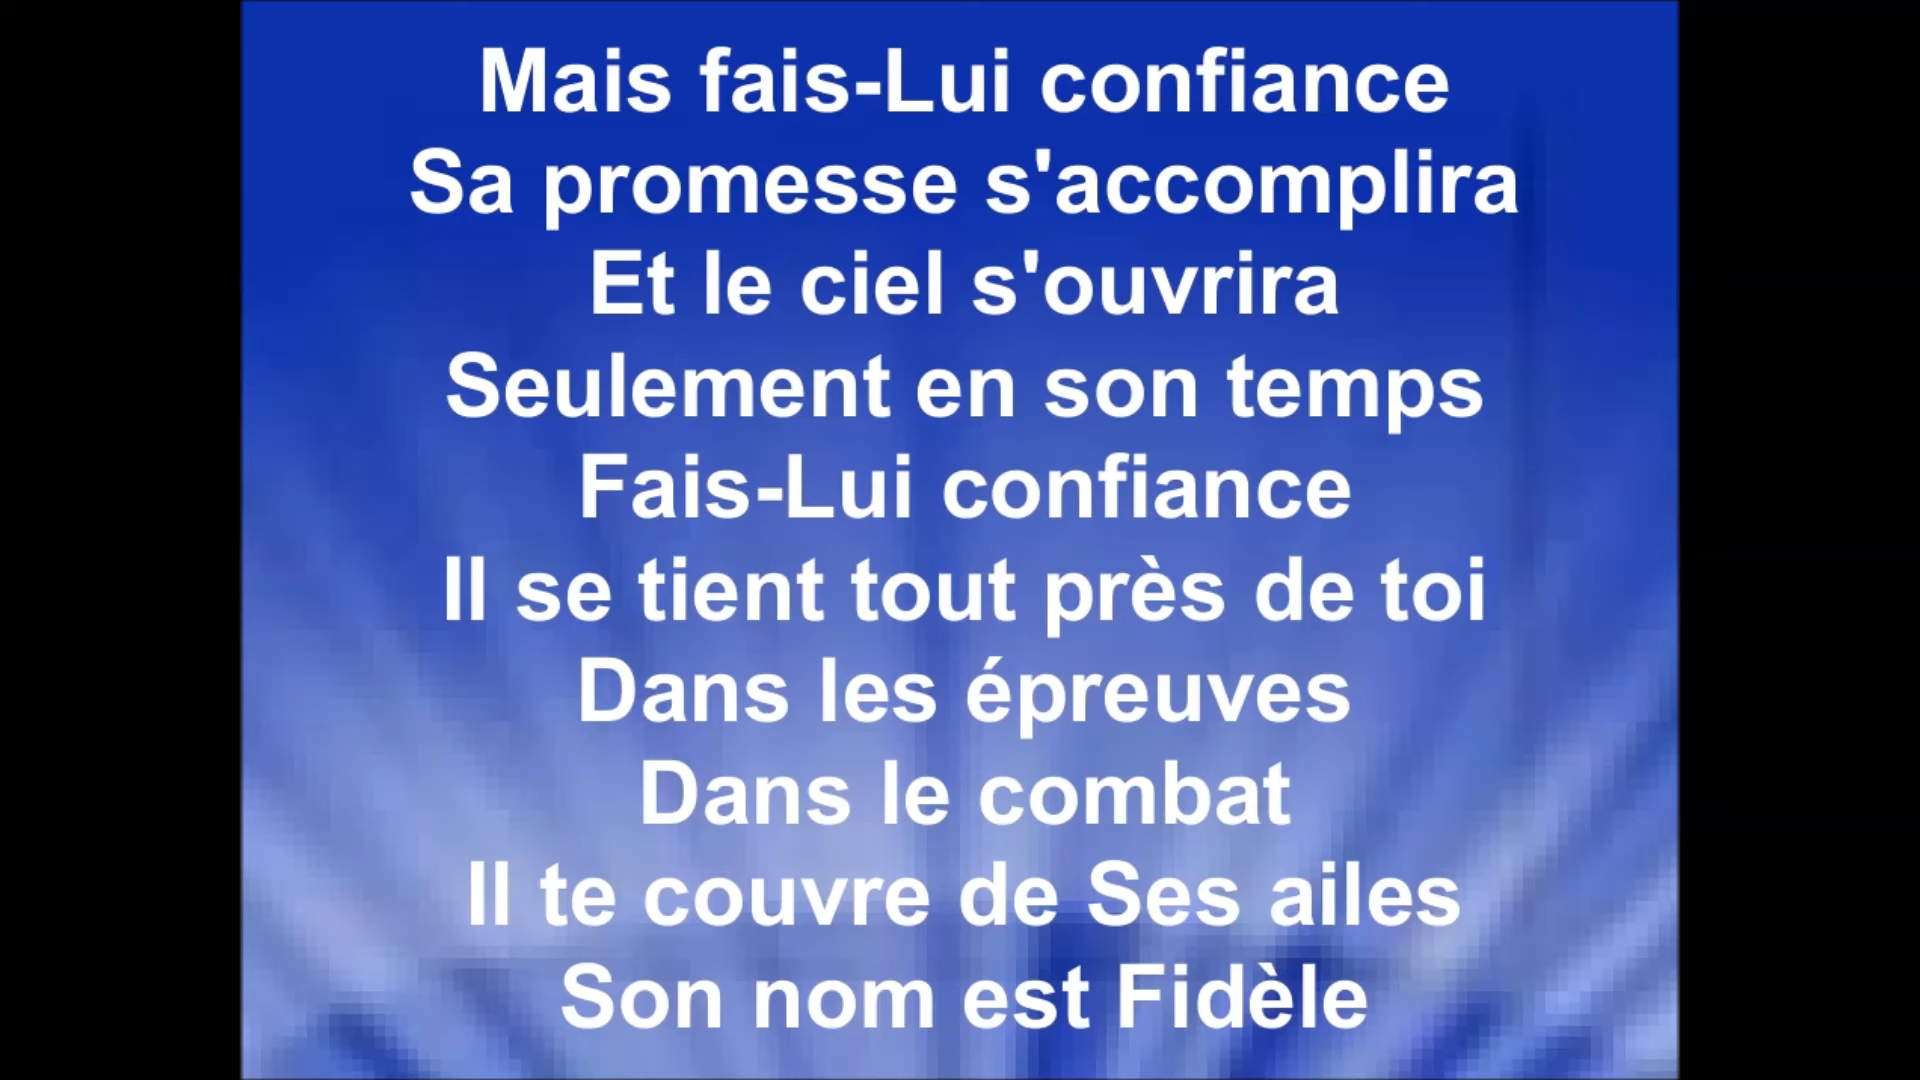 Mais fais-Lui confiance
Sa promesse s'accomplira
Et le ciel s'ouvrira
Seulement en son temps
Fais-Lui confiance
Il se tient tout près de toi
Dans les épreuves
Dans le combat
Il te couvre de Ses ailes
Son nom est Fidèle